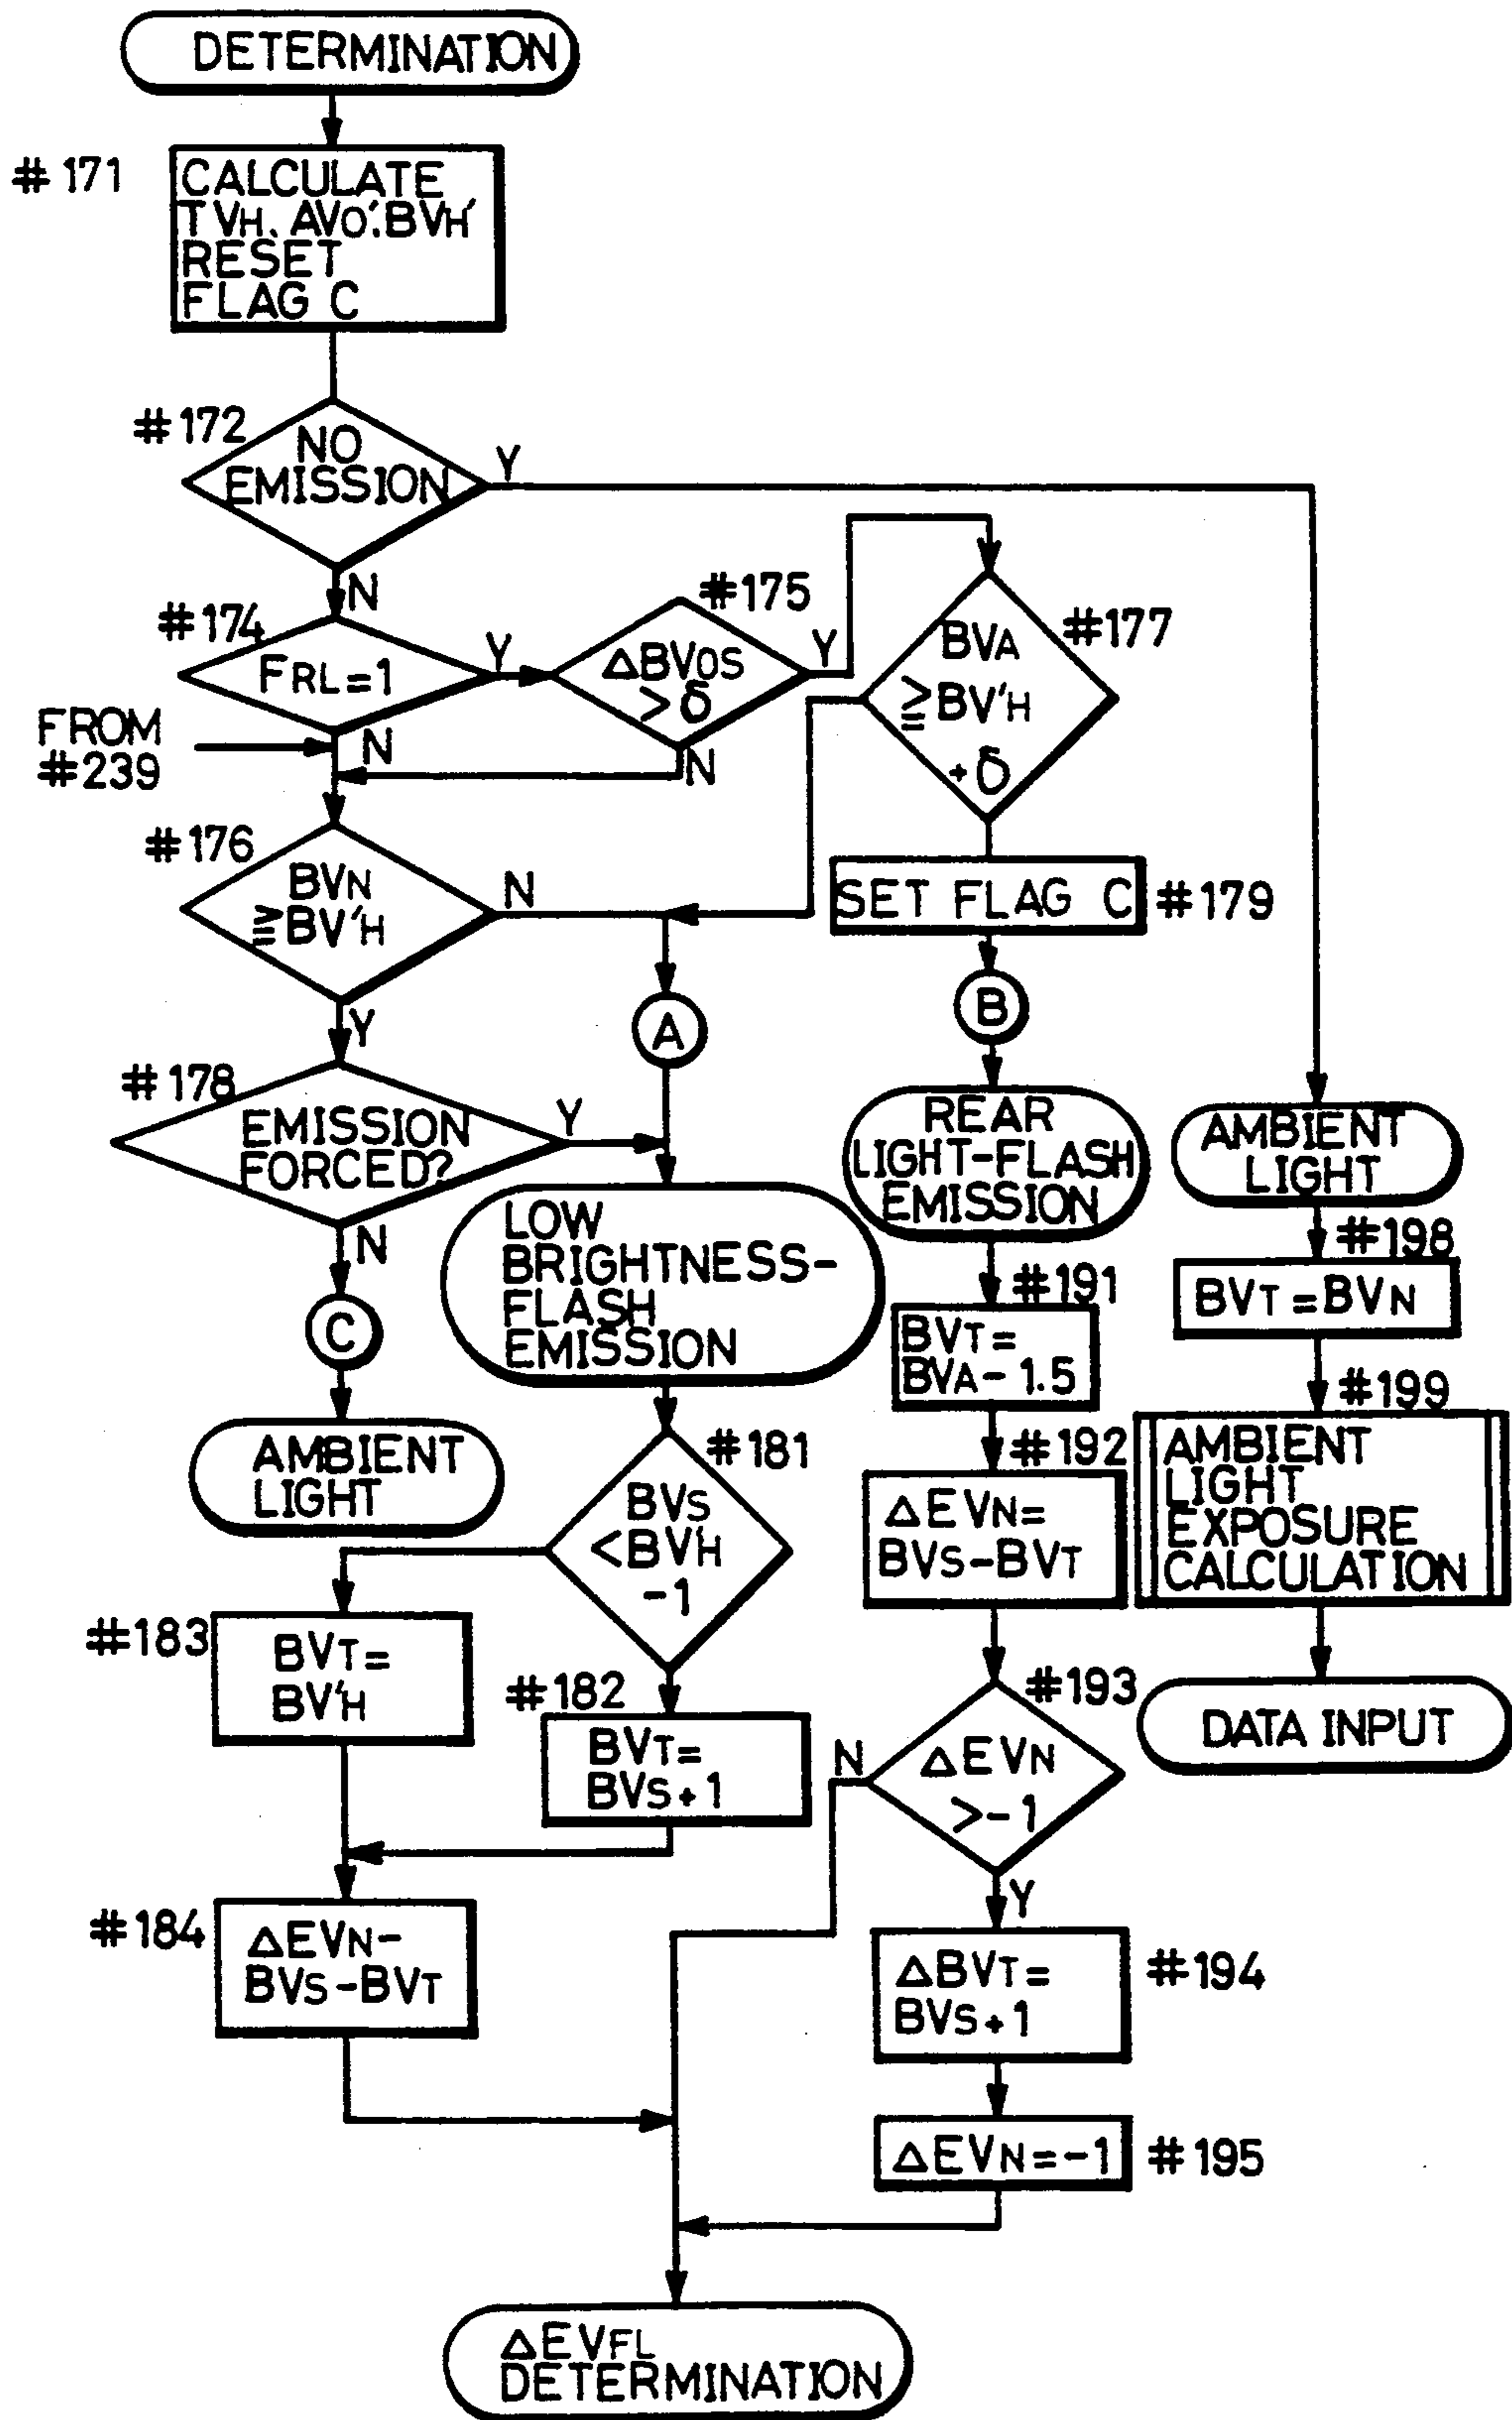 DETERMINATION
#171
CALCULATE
TVH. AVO'. BVH'
RESET
FLAG C
#172
NO
EMISSION
Y
N
#174
FRL=1
Y
N
#175
ΔBVOS
>δ
Y
N
#177
BVA
≧BV'H
+δ
FROM
#239
#176
BVN
≧BV'H
N
Y
SET FLAG C
#179
A
B
#178
EMISSION
FORCED?
Y
N
C
AMBIENT
LIGHT
LOW
BRIGHTNESS-
FLASH
EMISSION
REAR
LIGHT-FLASH
EMISSION
AMBIENT
LIGHT
#198
BVT=BVN
#191
BVT=
BVA-1.5
#199
AMBIENT
LIGHT
EXPOSURE
CALCULATION
#181
BVS
<BV'H
-1
#192
ΔEVN=
BVS-BVT
#183
BVT=
BV'H
#182
BVT=
BVS+1
#193
ΔEVN
>-1
N
Y
DATA INPUT
#184
ΔEVN-
BVS-BVT
ΔBVT=
BVS+1
#194
ΔEVN=-1
#195
ΔEVFL
DETERMINATION